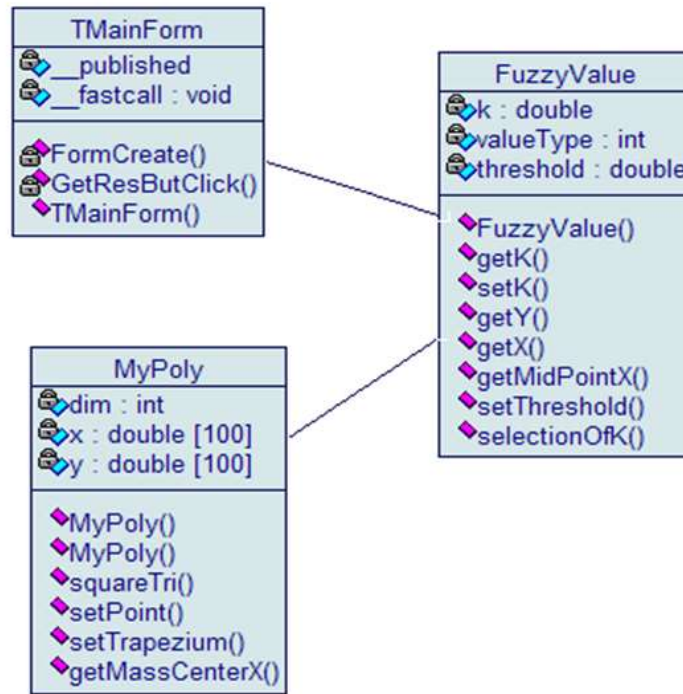 TMainForm
__published
__fastcall : void
FormCreate()
GetResButClick()
TMainForm()
FuzzyValue
k : double
valueType : int
threshold : double
FuzzyValue()
getK()
setK()
getY()
getX()
getMidPointX()
setThreshold()
selectionOfK()
MyPoly
dim : int
x : double [100]
y : double [100]
MyPoly()
MyPoly()
squareTri()
setPoint()
setTrapezium()
getMassCenterX()